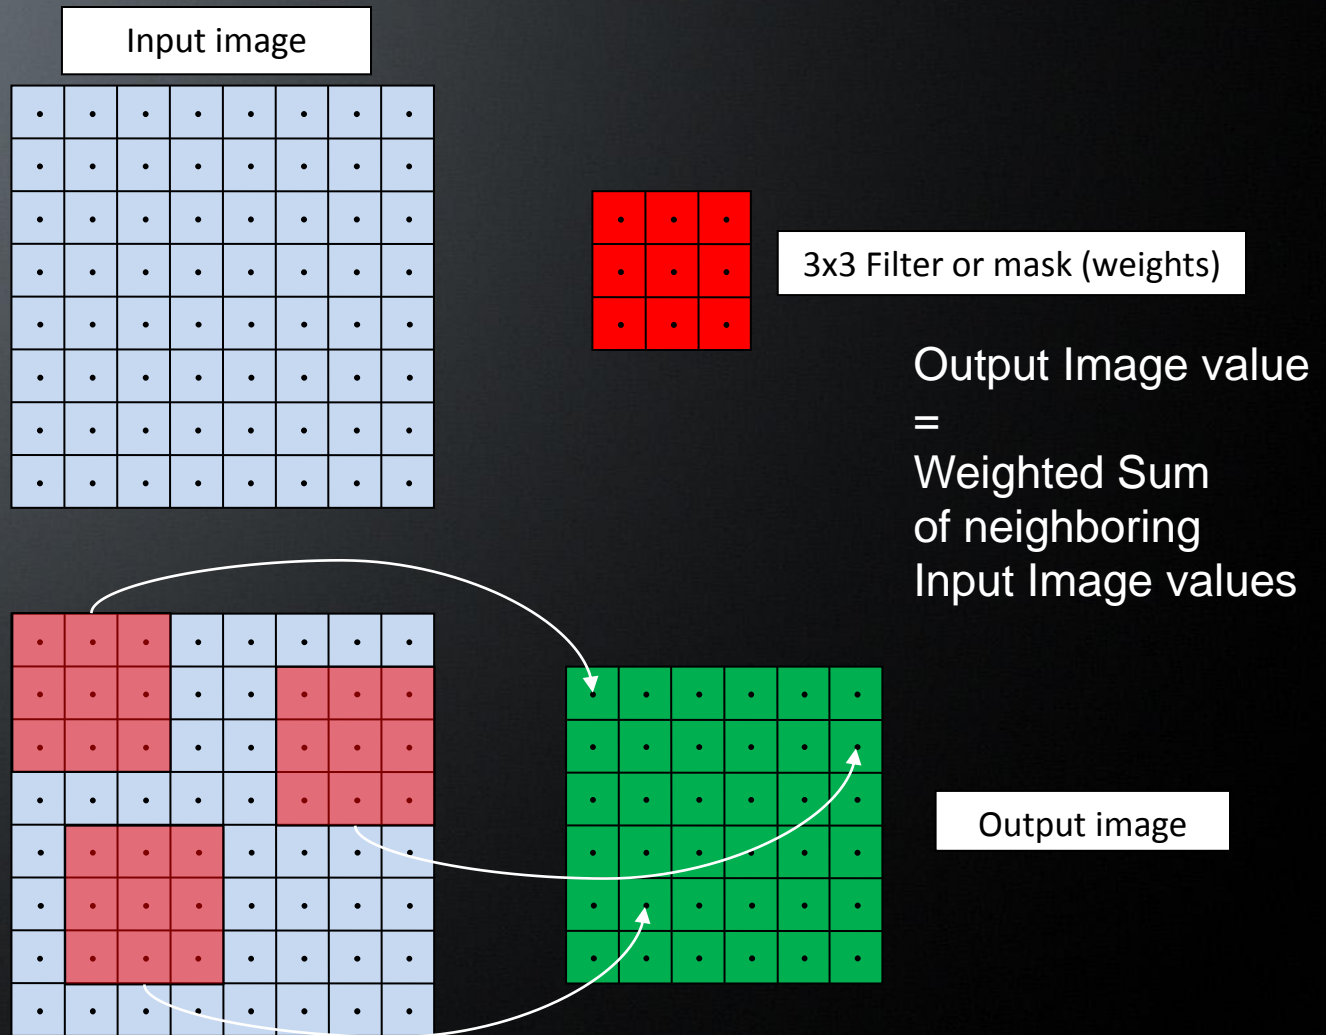 Input image
3x3 Filter or mask (weights)
Output Image value
=
Weighted Sum
of neighboring
Input Image values
Output image